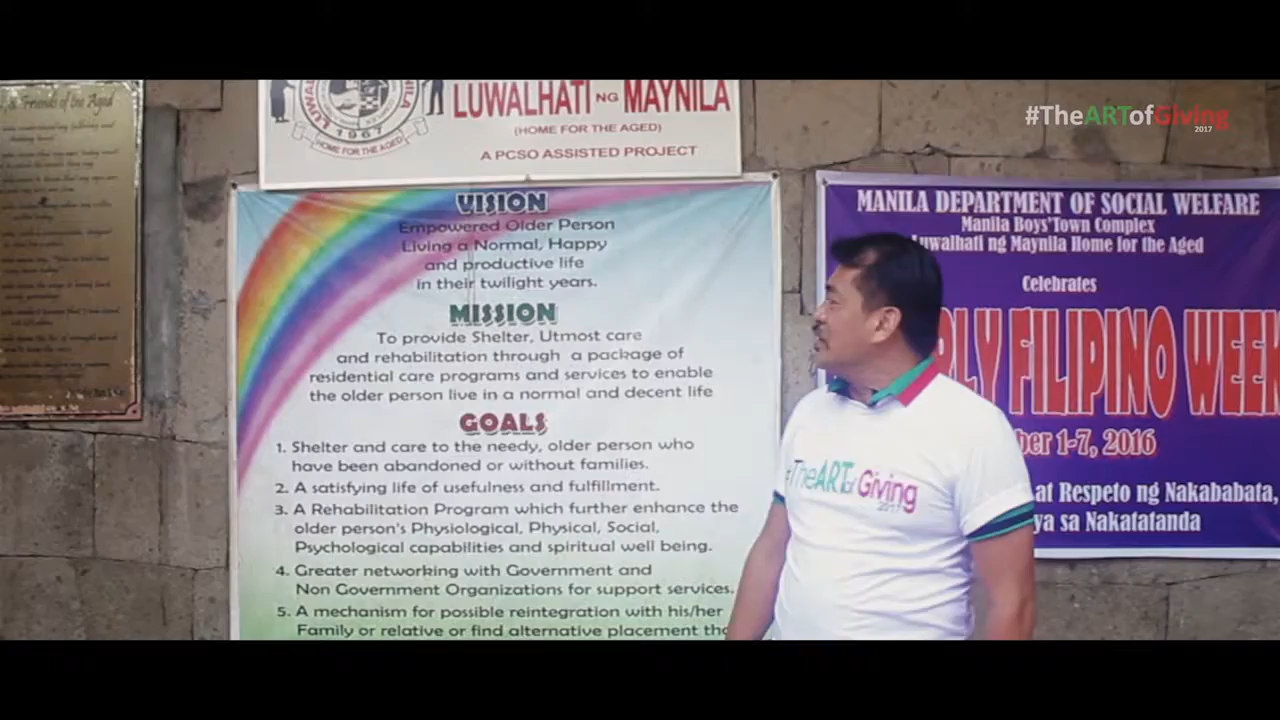 #TheARTofGiving
2017
& Friends of the Aged
LUWALHATI NG MAYNILA
(HOME FOR THE AGED)
A PCSO ASSISTED PROJECT
1967
HOME FOR THE AGED
VISION
Empowered Older Person
Living a Normal, Happy
and productive life
in their twilight years.
MISSION
To provide Shelter, Utmost care
and rehabilitation through a package of
residential care programs and services to enable
the older person live in a normal and decent life
GOALS
1. Shelter and care to the needy, older person who
have been abandoned or without families.
2. A satisfying life of usefulness and fulfillment.
3. A Rehabilitation Program which further enhance the
older person's Physiological, Physical, Social,
Psychological capabilities and spiritual well being.
4. Greater networking with Government and
Non Government Organizations for support services.
5. A mechanism for possible reintegration with his/her
Family or relative or find alternative placement
MANILA DEPARTMENT OF SOCIAL WELFARE
Manila Boys'Town Complex
Luwalhati ng Maynila Home for the Aged
Celebrates
FILIPINO WEEK
1-7, 2016
at Respeto ng Nakababata,
sa Nakatatanda
#TheART of Giving
2017